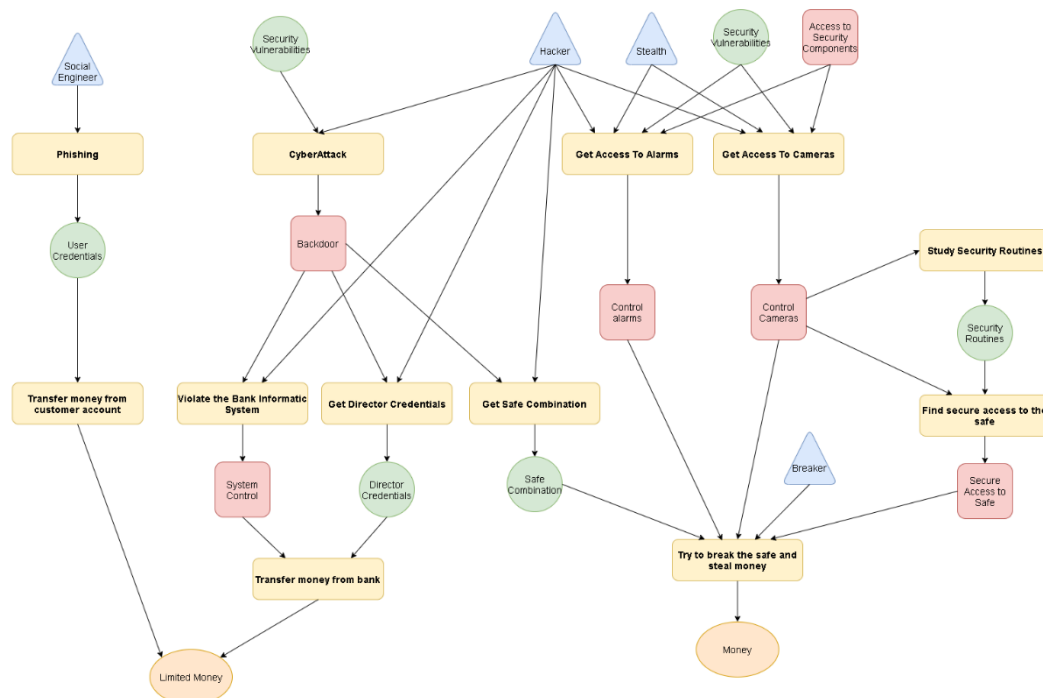 Social
Engineer
Security
Vulnerabilities
Hacker
Stealth
Security
Vulnerabilities
Access to
Security
Components
Phishing
CyberAttack
Get Access To Alarms
Get Access To Cameras
User
Credentials
Backdoor
Study Security Routines
Control
alarms
Control
Cameras
Security
Routines
Transfer money from
customer account
Violate the Bank Informatic
System
Get Director Credentials
Get Safe Combination
Find secure access to the
safe
System
Control
Director
Credentials
Safe
Combination
Breaker
Secure
Access to
Safe
Transfer money from bank
Try to break the safe and
steal money
Limited Money
Money